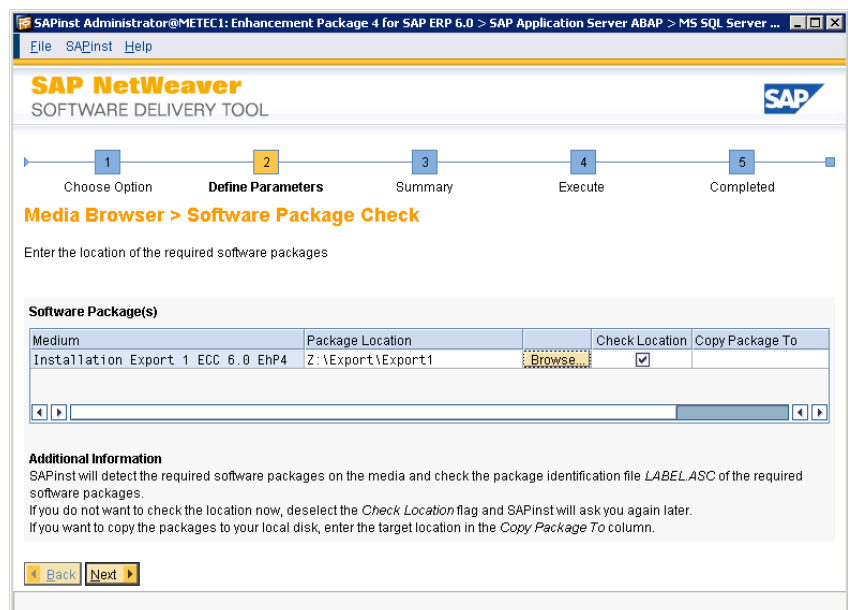 SAPinst Administrator@METEC1: Enhancement Package 4 for SAP ERP 6.0 > SAP Application Server ABAP > MS SQL Server ...
File SAPinst Help
SAP NetWeaver
SOFTWARE DELIVERY TOOL
SAP
1 2 3 4 5
Choose Option Define Parameters Summary Execute Completed
Media Browser > Software Package Check
Enter the location of the required software packages
Software Package(s)
Medium Package Location Check Location Copy Package To
Installation Export 1 ECC 6.0 EhP4 Z:\Export\Export1 Browse...
Additional Information
SAPinst will detect the required software packages on the media and check the package identification file LABEL.ASC of the required
software packages.
If you do not want to check the location now, deselect the Check Location flag and SAPinst will ask you again later.
If you want to copy the packages to your local disk, enter the target location in the Copy Package To column.
Back Next